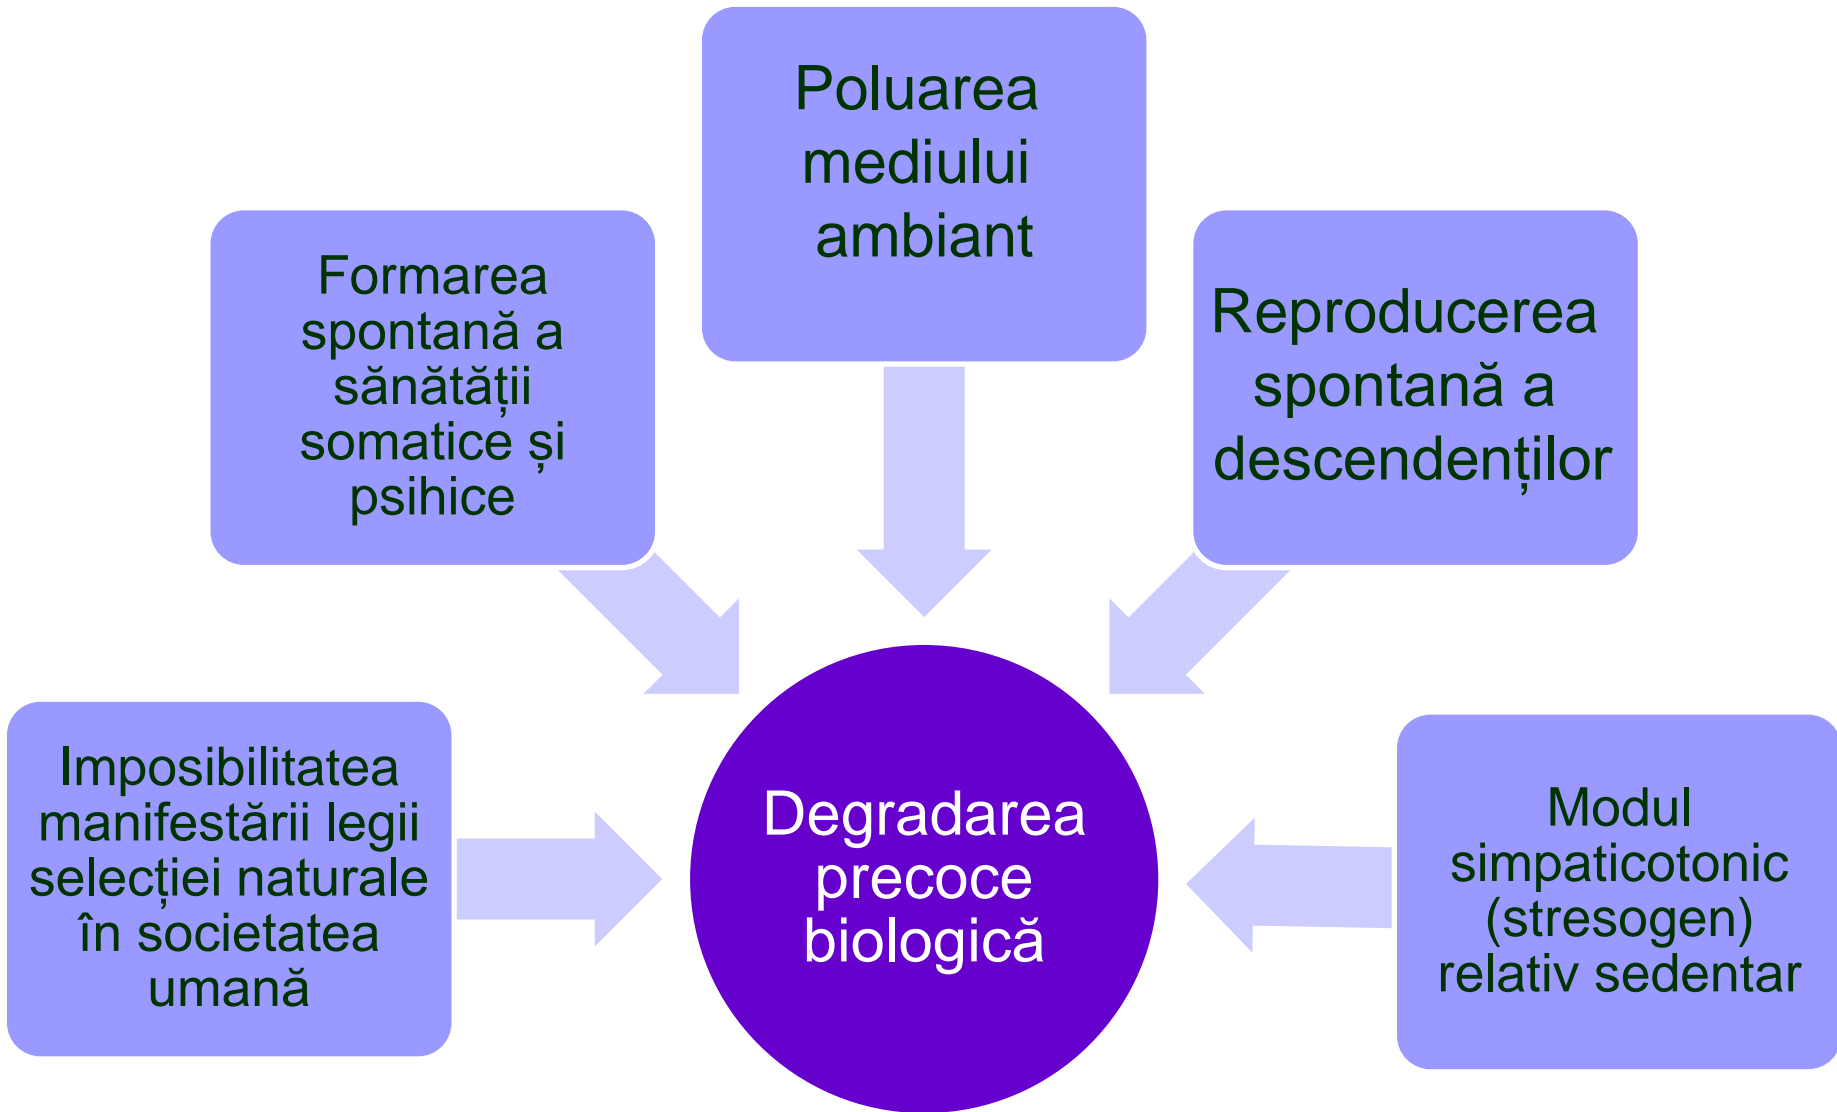 Poluarea
mediului
ambiant
Formarea
spontană a
sănătății
somatice și
psihice
Reproducerea
spontană a
descendenților
Imposibilitatea
manifestării legii
selecției naturale
în societatea
umană
Degradarea
precoce
biologică
Modul
simpaticotonic
(stresogen)
relativ sedentar